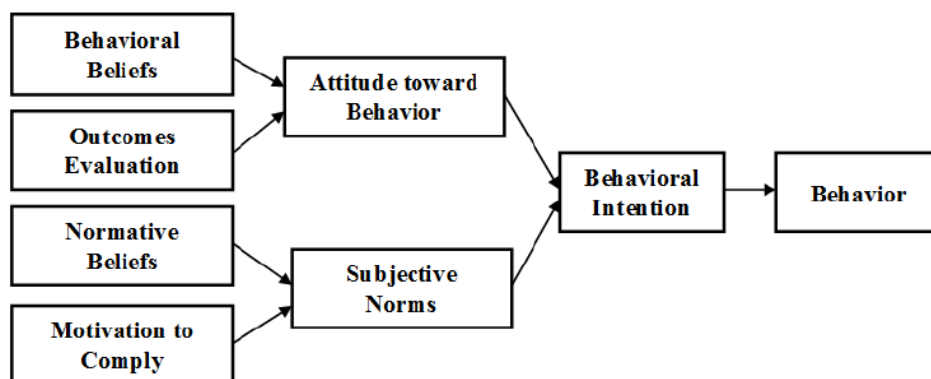 Behavioral
Beliefs
Outcomes
Evaluation
Normative
Beliefs
Motivation to
Comply
Attitude toward
Behavior
Subjective
Norms
Behavioral
Intention
Behavior